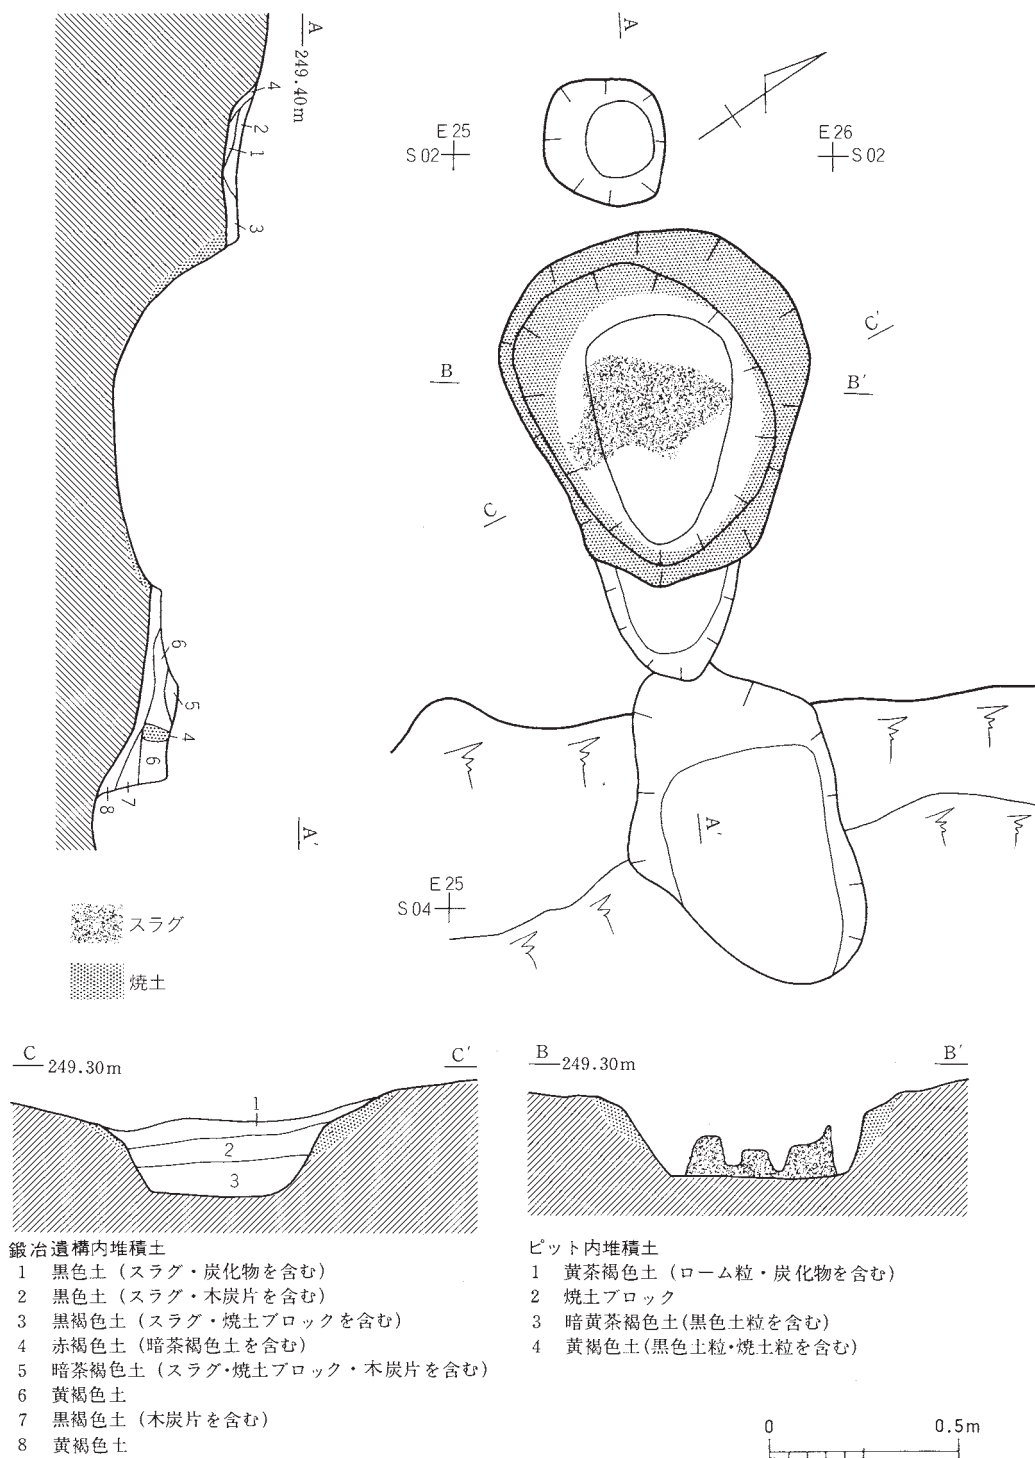 A
249.40m
4
2
1
3
6
5
4
6
7
8
A'
A
E25
S02
E26
S02
B
B'
C
C'
A'
E25
S04
スラグ
焼土
C 249.30m
C'
1
2
3
B 249.30m
B'
鍛冶遺構内堆積土
1 黒色土 (スラグ・炭化物を含む)
2 黒色土 (スラグ・木炭片を含む)
3 黒褐色土 (スラグ・焼土ブロックを含む)
4 赤褐色土 (暗茶褐色土を含む)
5 暗茶褐色土 (スラグ・焼土ブロック・木炭片を含む)
6 黄褐色土
7 黒褐色土 (木炭片を含む)
8 黄褐色土
ピット内堆積土
1 黄茶褐色土 (ローム粒・炭化物を含む)
2 焼土ブロック
3 暗黄茶褐色土(黒色土粒を含む)
4 黄褐色土(黒色土粒・焼土粒を含む)
0 0.5m